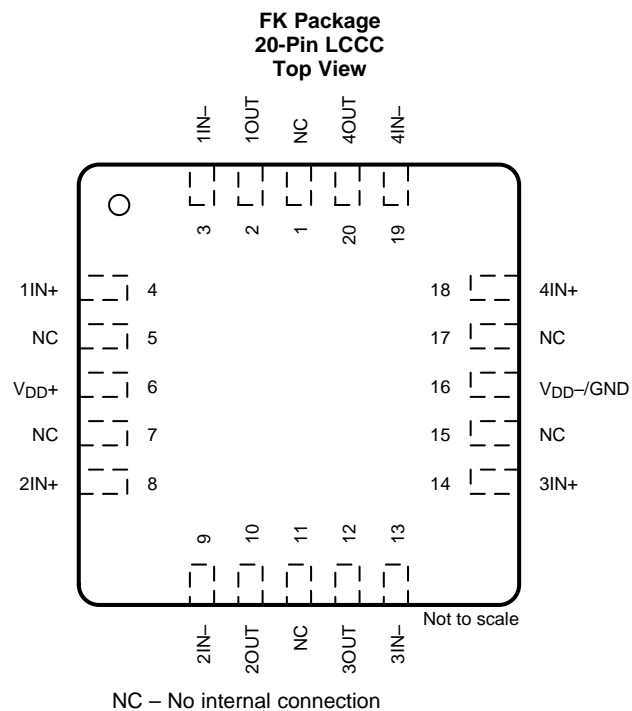 FK Package
20-Pin LCCC
Top View
1IN–
1OUT
NC
4OUT
4IN–
3
2
1
20
19
1IN+ 4
18 4IN+
NC 5
17 NC
VDD+ 6
16 VDD–/GND
NC 7
15 NC
2IN+ 8
14 3IN+
9
10
11
12
13
2IN–
2OUT
NC
3OUT
3IN–
Not to scale
NC – No internal connection